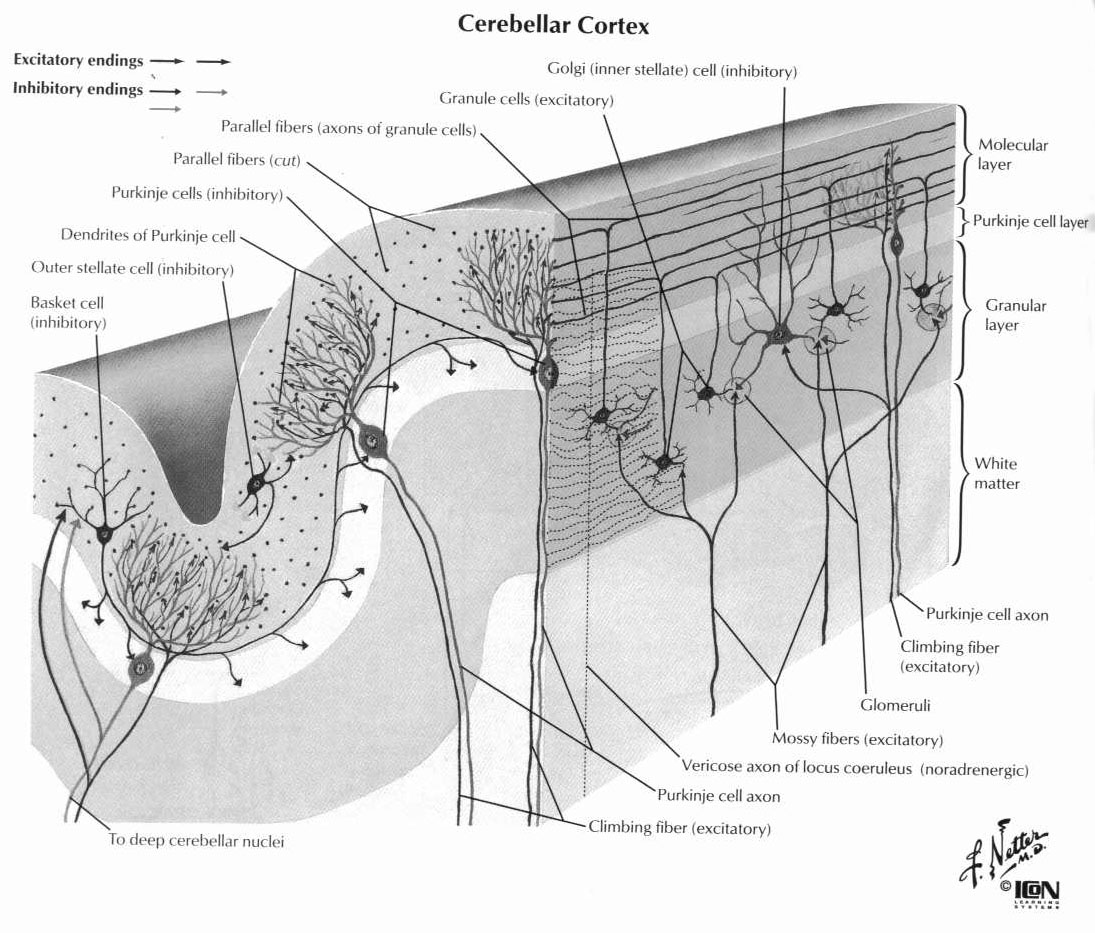 Cerebellar Cortex
Excitatory endings
Inhibitory endings
Golgi (inner stellate) cell (inhibitory)
Granule cells (excitatory)
Parallel fibers (axons of granule cells)
Parallel fibers (cut)
Purkinje cells (inhibitory)
Dendrites of Purkinje cell
Outer stellate cell (inhibitory)
Basket cell
(inhibitory)
Molecular
layer
Purkinje cell layer
Granular
layer
White
matter
Purkinje cell axon
Climbing fiber
(excitatory)
Glomeruli
Mossy fibers (excitatory)
Vericose axon of locus coeruleus (noradrenergic)
Purkinje cell axon
Climbing fiber (excitatory)
To deep cerebellar nuclei
F. Netter
M.D.
© ICON
LEARNING
SYSTEMS